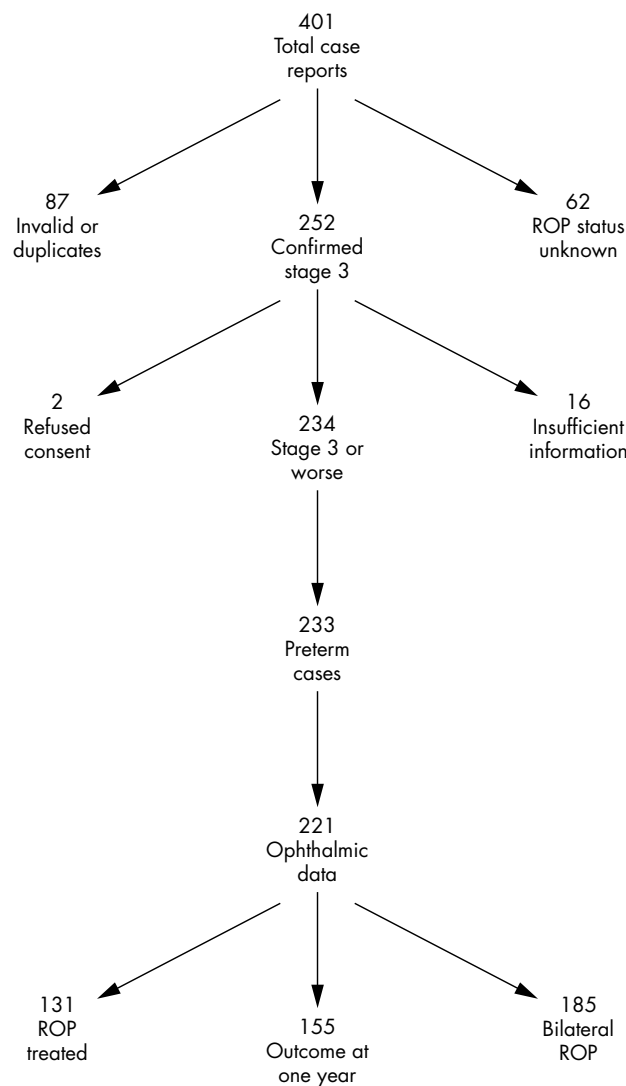 401
Total case
reports
87
Invalid or
duplicates
252
Confirmed
stage 3
62
ROP status
unknown
2
Refused
consent
234
Stage 3 or
worse
16
Insufficient
information
233
Preterm
cases
221
Ophthalmic
data
131
ROP
treated
155
Outcome at
one year
185
Bilateral
ROP